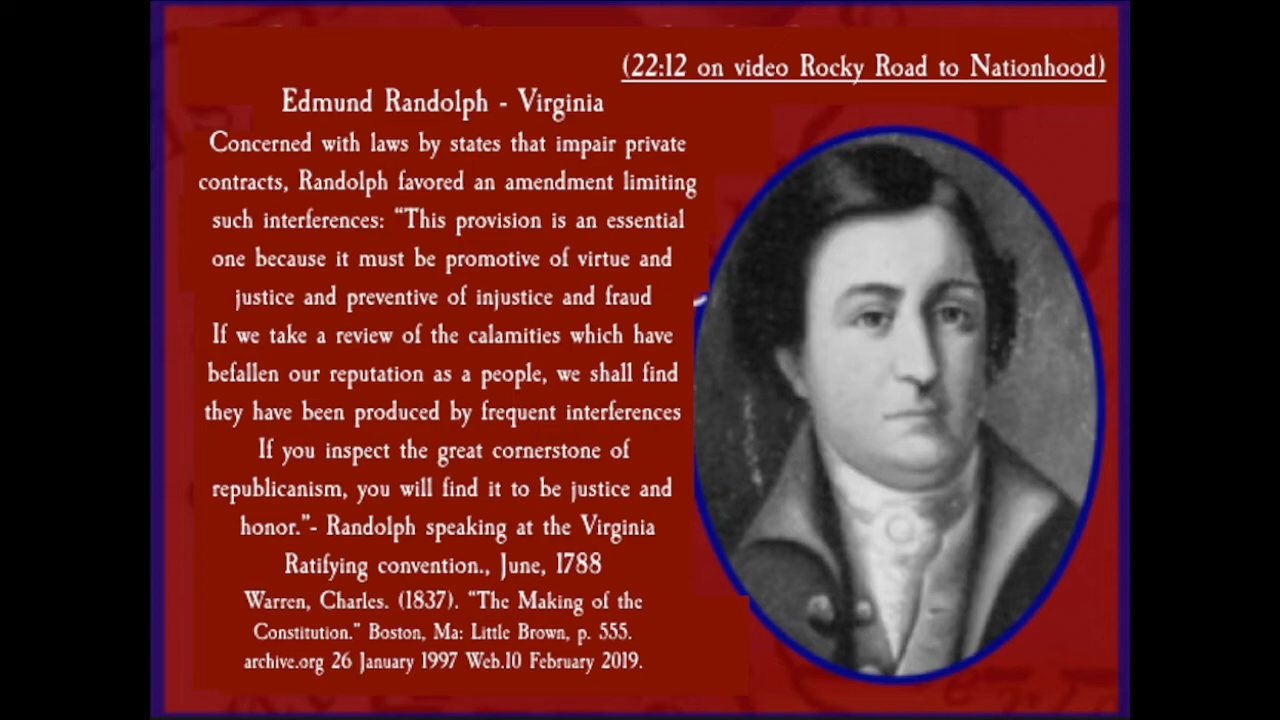 (22:12 on video Rocky Road to Nationhood)
Edmund Randolph - Virginia
Concerned with laws by states that impair private
contracts, Randolph favored an amendment limiting
such interferences: “This provision is an essential
one because it must be promotive of virtue and
justice and preventive of injustice and fraud
If we take a review of the calamities which have
befallen our reputation as a people, we shall find
they have been produced by frequent interferences
If you inspect the great cornerstone of
republicanism, you will find it to be justice and
honor.”- Randolph speaking at the Virginia
Ratifying convention., June, 1788
Warren, Charles. (1837). “The Making of the
Constitution.” Boston, Ma: Little Brown, p. 555.
archive.org 26 January 1997 Web.10 February 2019.